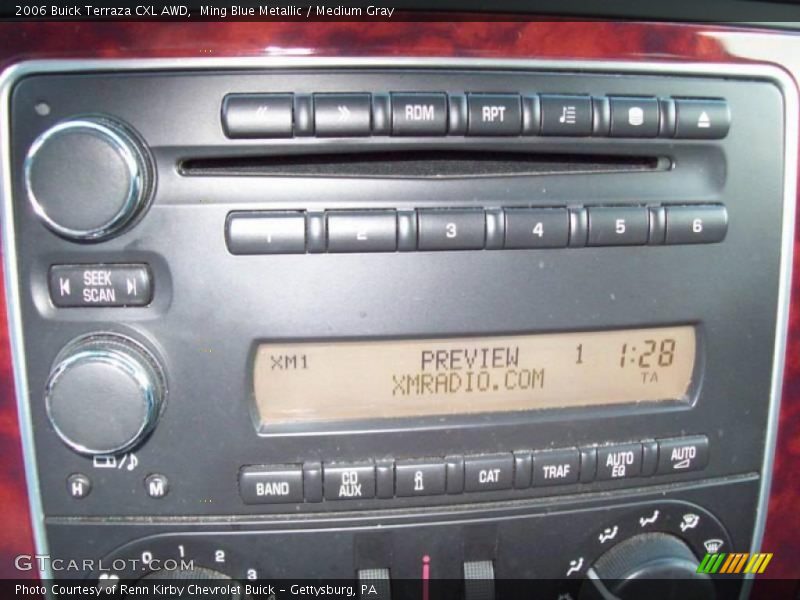 2006 Buick Terraza CXL AWD, Ming Blue Metallic / Medium Gray
RDM RPT
1 2 3 4 5 6
SEEK
SCAN
XM1 PREVIEW 1 1:28
XMRADIO.COM TA
BAND CD AUX i CAT TRAF AUTO EQ AUTO
H M
0 1 2 3
GTCARLOT.COM
Photo Courtesy of Renn Kirby Chevrolet Buick - Gettysburg, PA